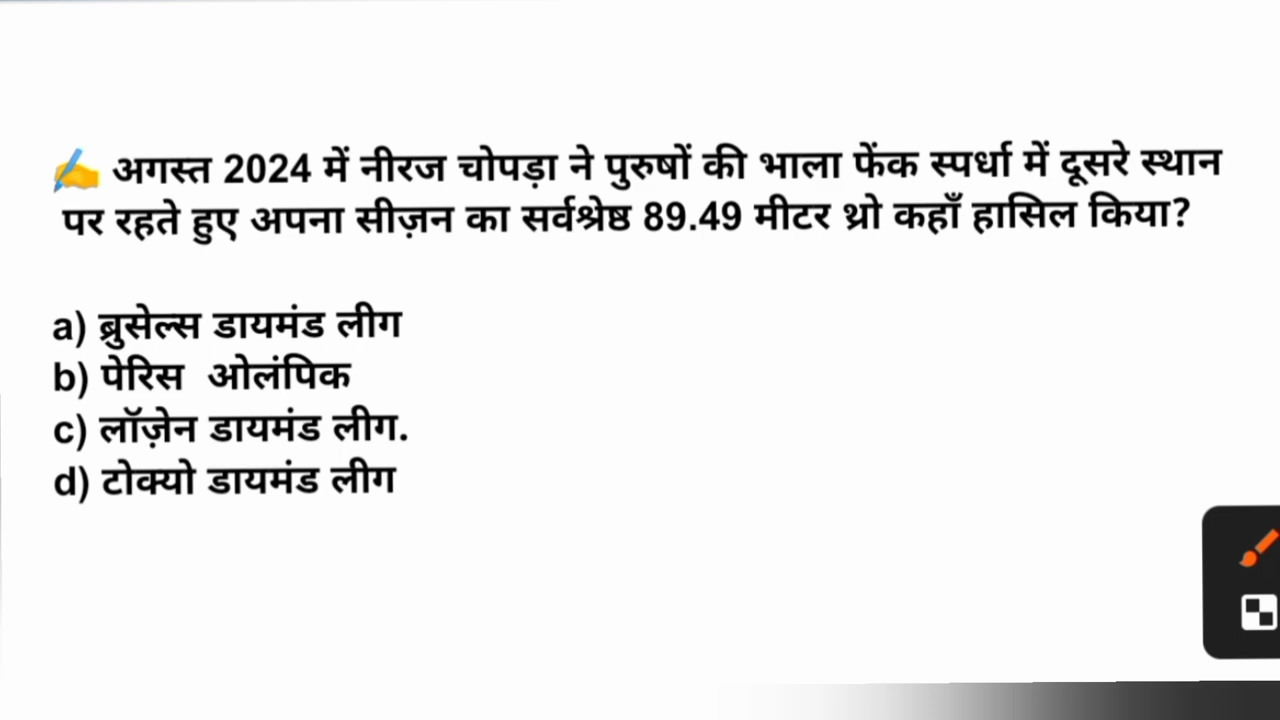 ✍️ अगस्त 2024 में नीरज चोपड़ा ने पुरुषों की भाला फेंक स्पर्धा में दूसरे स्थान
पर रहते हुए अपना सीज़न का सर्वश्रेष्ठ 89.49 मीटर थ्रो कहाँ हासिल किया?
a) ब्रुसेल्स डायमंड लीग
b) पेरिस ओलंपिक
c) लॉज़ेन डायमंड लीग.
d) टोक्यो डायमंड लीग